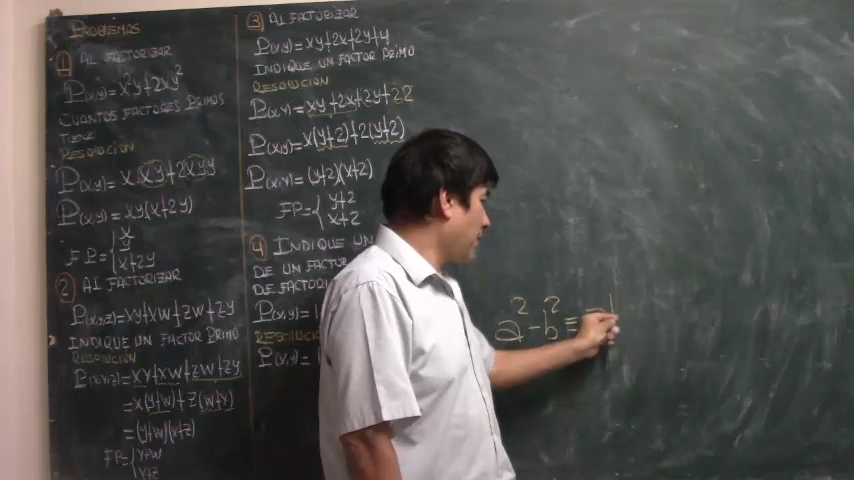 PROBLEMAS
1 AL FACTORIZAR
P(x,y)=x²y+2xy²
CUANTOS FACTORES PRIMOS
TIENE
RESOLUCION
P(x,y)=x.xy+2xyy
P(x,y)=xy(x+2y)
FP={x
y
x+2y
2 AL FACTORIZAR
P(x,y,z)=xy+xw+zw+zy
INDIQUE UN FACTOR PRIMO
RESOLUCION
P(x,y,z)=xy+xw+zw+zy
=x(y+w)+z(w+y)
=(y+w)(x+z)
FP={y+w
x+z
3 AL FACTORIZAR
P(x,y)=xy+2x+2y+4
INDIQUE UN FACTOR PRIMO
RESOLUCION
P(x,y)=xy+2x+2y+22
P(x,y)=x(y+2)+2(y+2)
P(x,y)=(y+2)(x+2)
FP={y+2
x+2
4 INDIQUE UN
DE UN FACTOR
DE FACTORI
P(x,y)=1
RESOLUCION
P(x,y)=1
a²-b²=